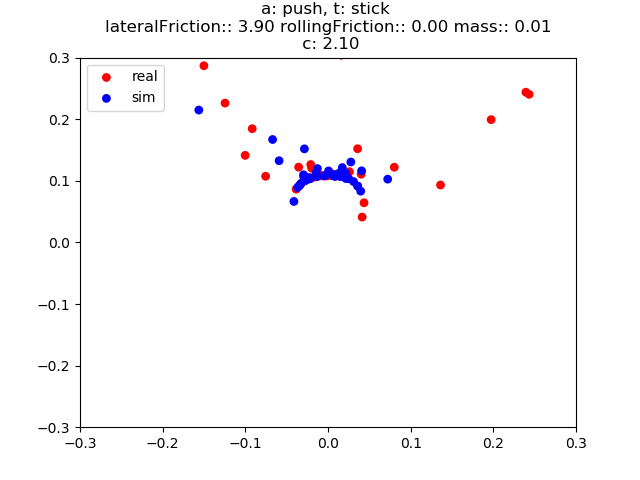 a: push, t: stick
lateralFriction:: 3.90 rollingFriction:: 0.00 mass:: 0.01
c: 2.10
real
sim
0.3
0.2
0.1
0.0
−0.1
−0.2
−0.3
−0.3
−0.2
−0.1
0.0
0.1
0.2
0.3